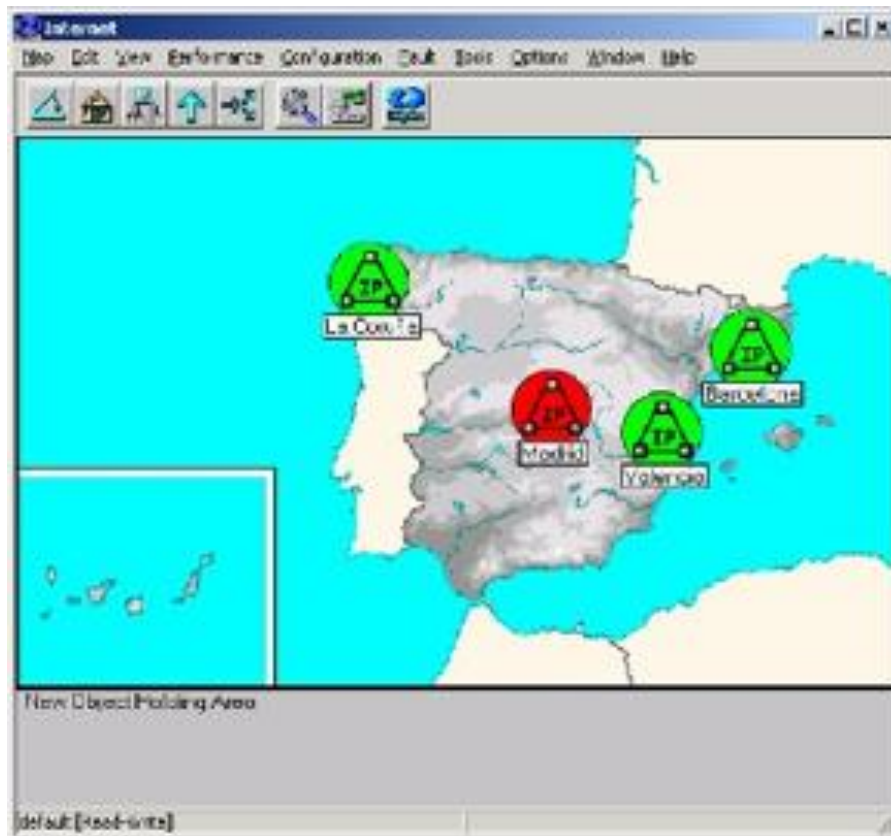 Internet
Map Edit View Performance Configuration Fault Tools Options Window Help
IP
La Coruña
IP
Barcelona
IP
Madrid
IP
Valencia
New Object Holding Area
default [Read-Write]